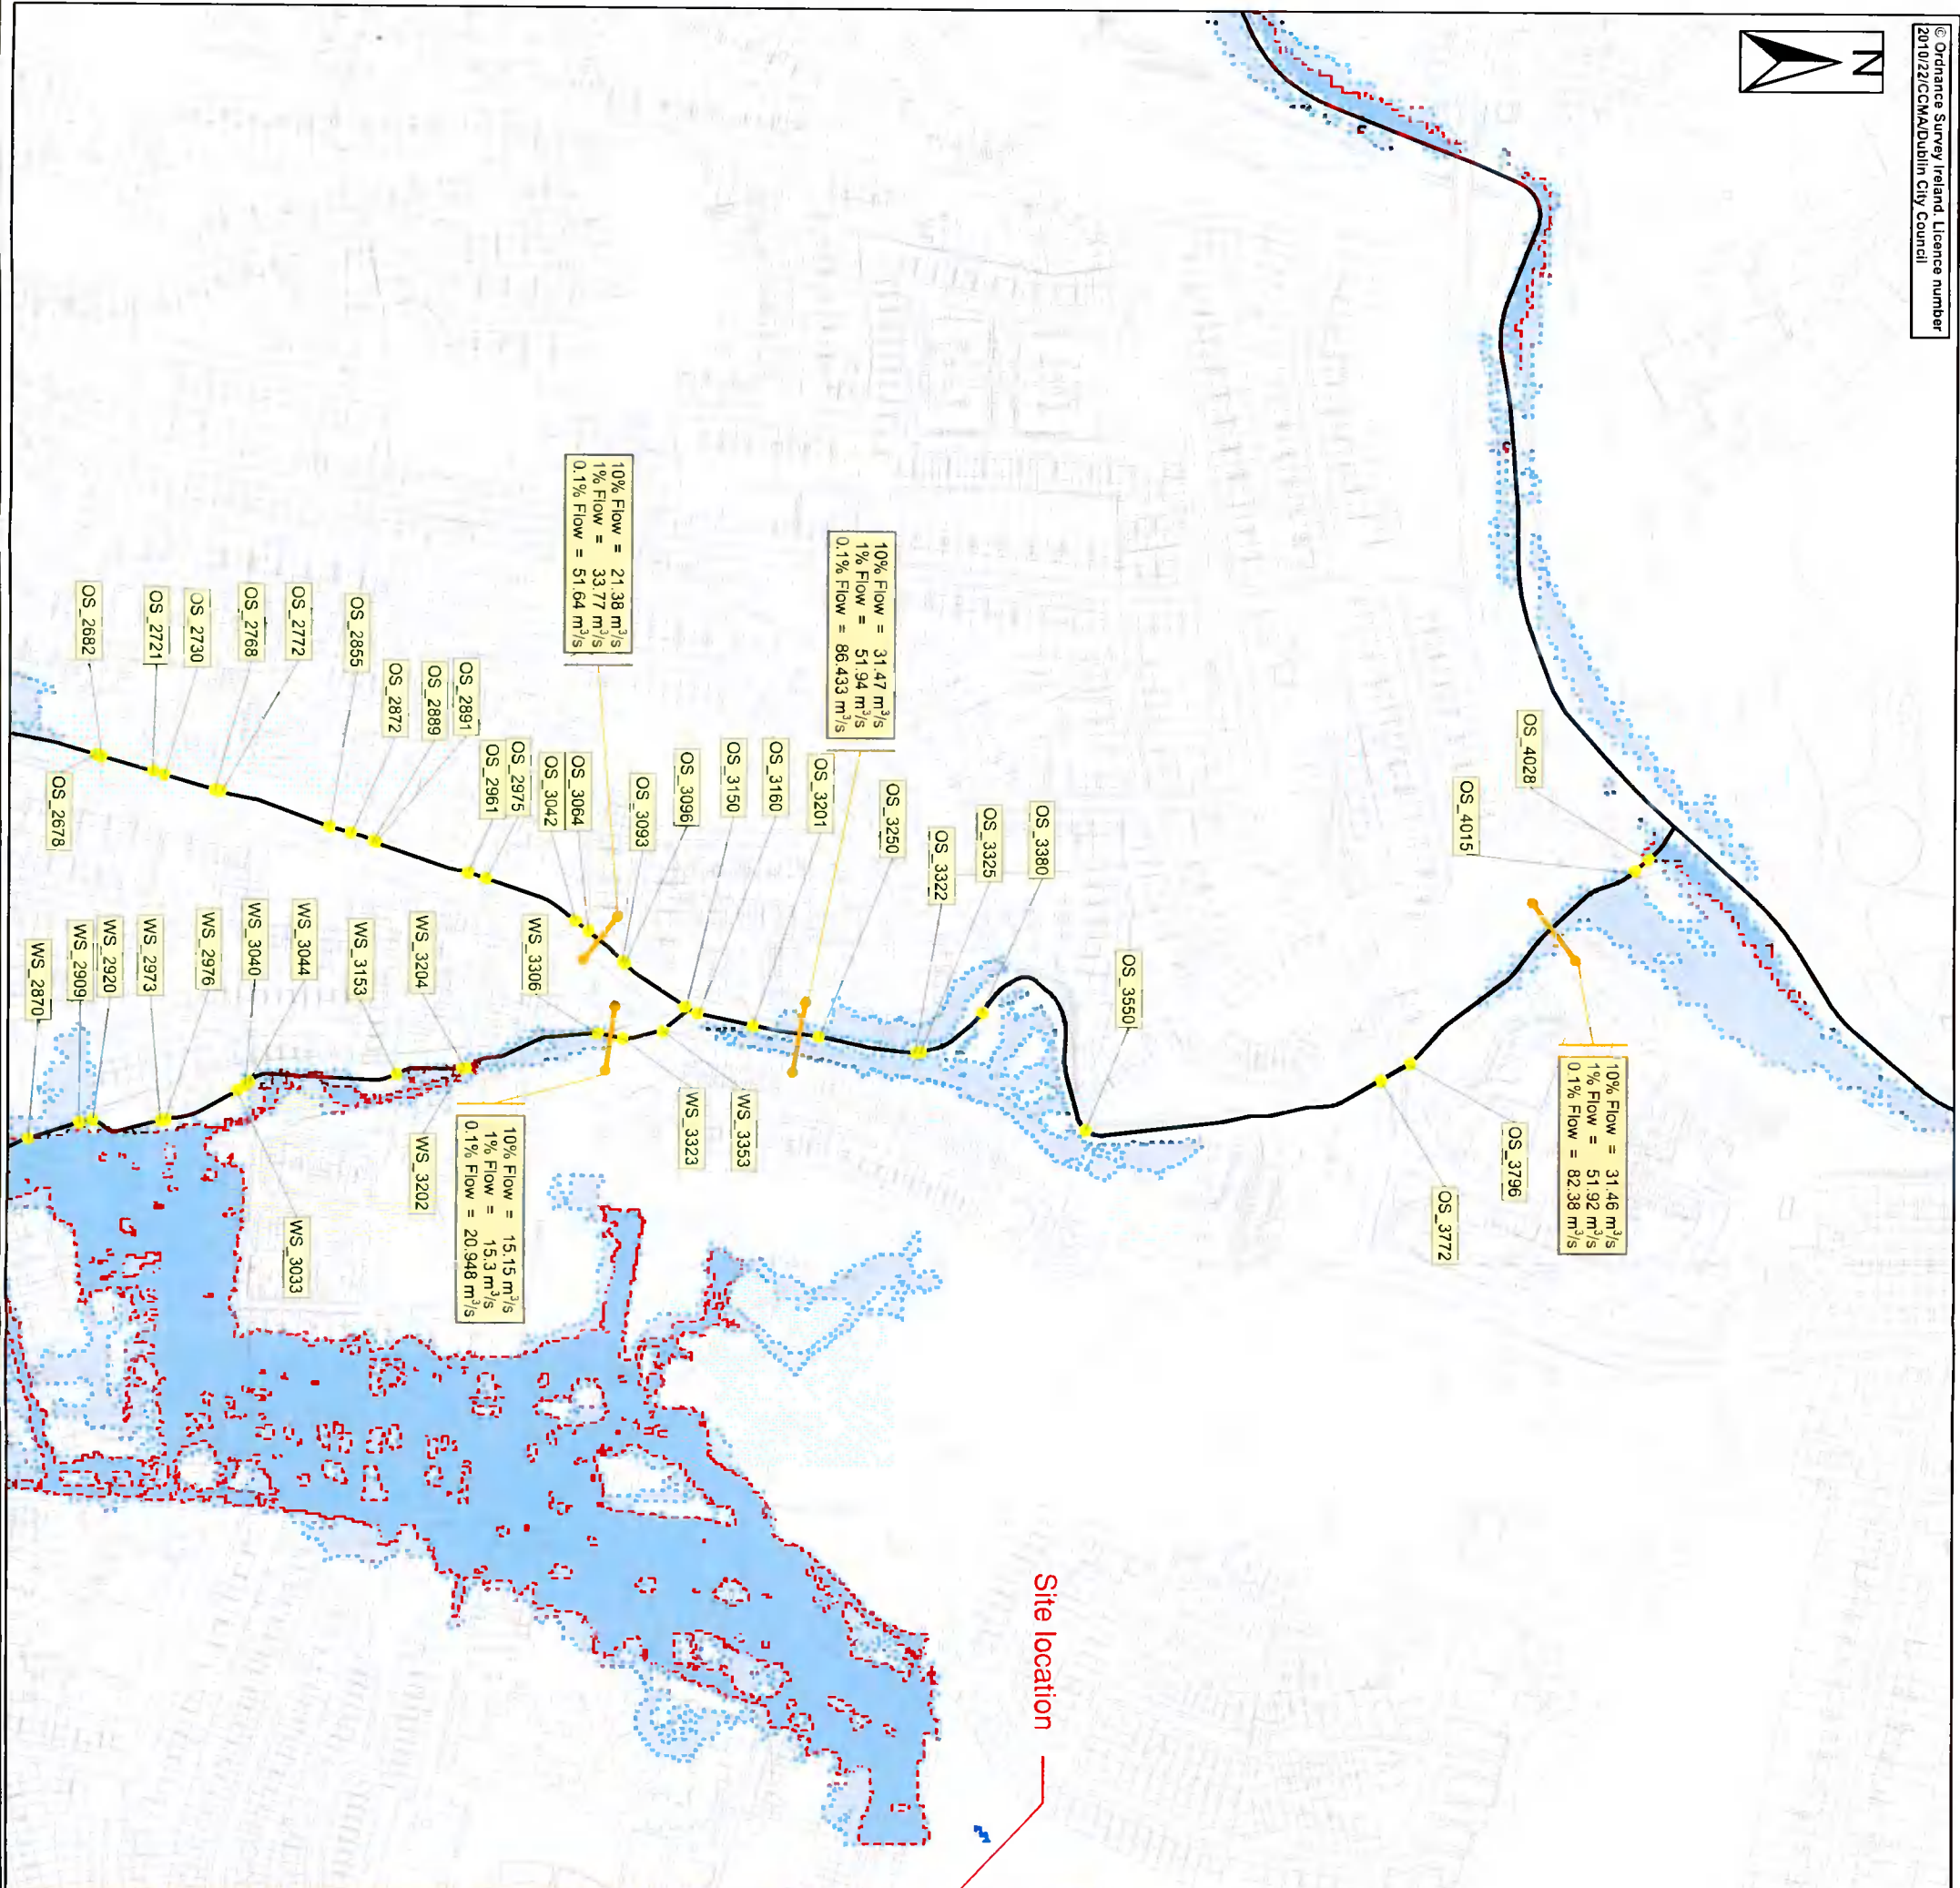 © Ordnance Survey Ireland. Licence number
2010/22/CCMA/Dublin City Council
N
OS_4028
OS_4015
10% Flow = 31.46 m³/s
1% Flow = 51.92 m³/s
0.1% Flow = 82.38 m³/s
OS_3796
OS_3772
OS_3550
OS_3380
OS_3325
OS_3322
OS_3250
10% Flow = 31.47 m³/s
1% Flow = 51.94 m³/s
0.1% Flow = 86.433 m³/s
OS_3201
OS_3160
OS_3150
OS_3096
OS_3093
10% Flow = 21.38 m³/s
1% Flow = 33.77 m³/s
0.1% Flow = 51.64 m³/s
OS_3064
OS_3042
OS_2975
OS_2961
OS_2891
OS_2889
OS_2872
OS_2855
OS_2772
OS_2768
OS_2730
OS_2721
OS_2682
OS_2678
WS_3353
WS_3323
WS_3306
10% Flow = 15.15 m³/s
1% Flow = 15.3 m³/s
0.1% Flow = 20.948 m³/s
WS_3204
WS_3202
WS_3153
WS_3044
WS_3040
WS_3033
WS_2976
WS_2973
WS_2920
WS_2909
WS_2870
Site location